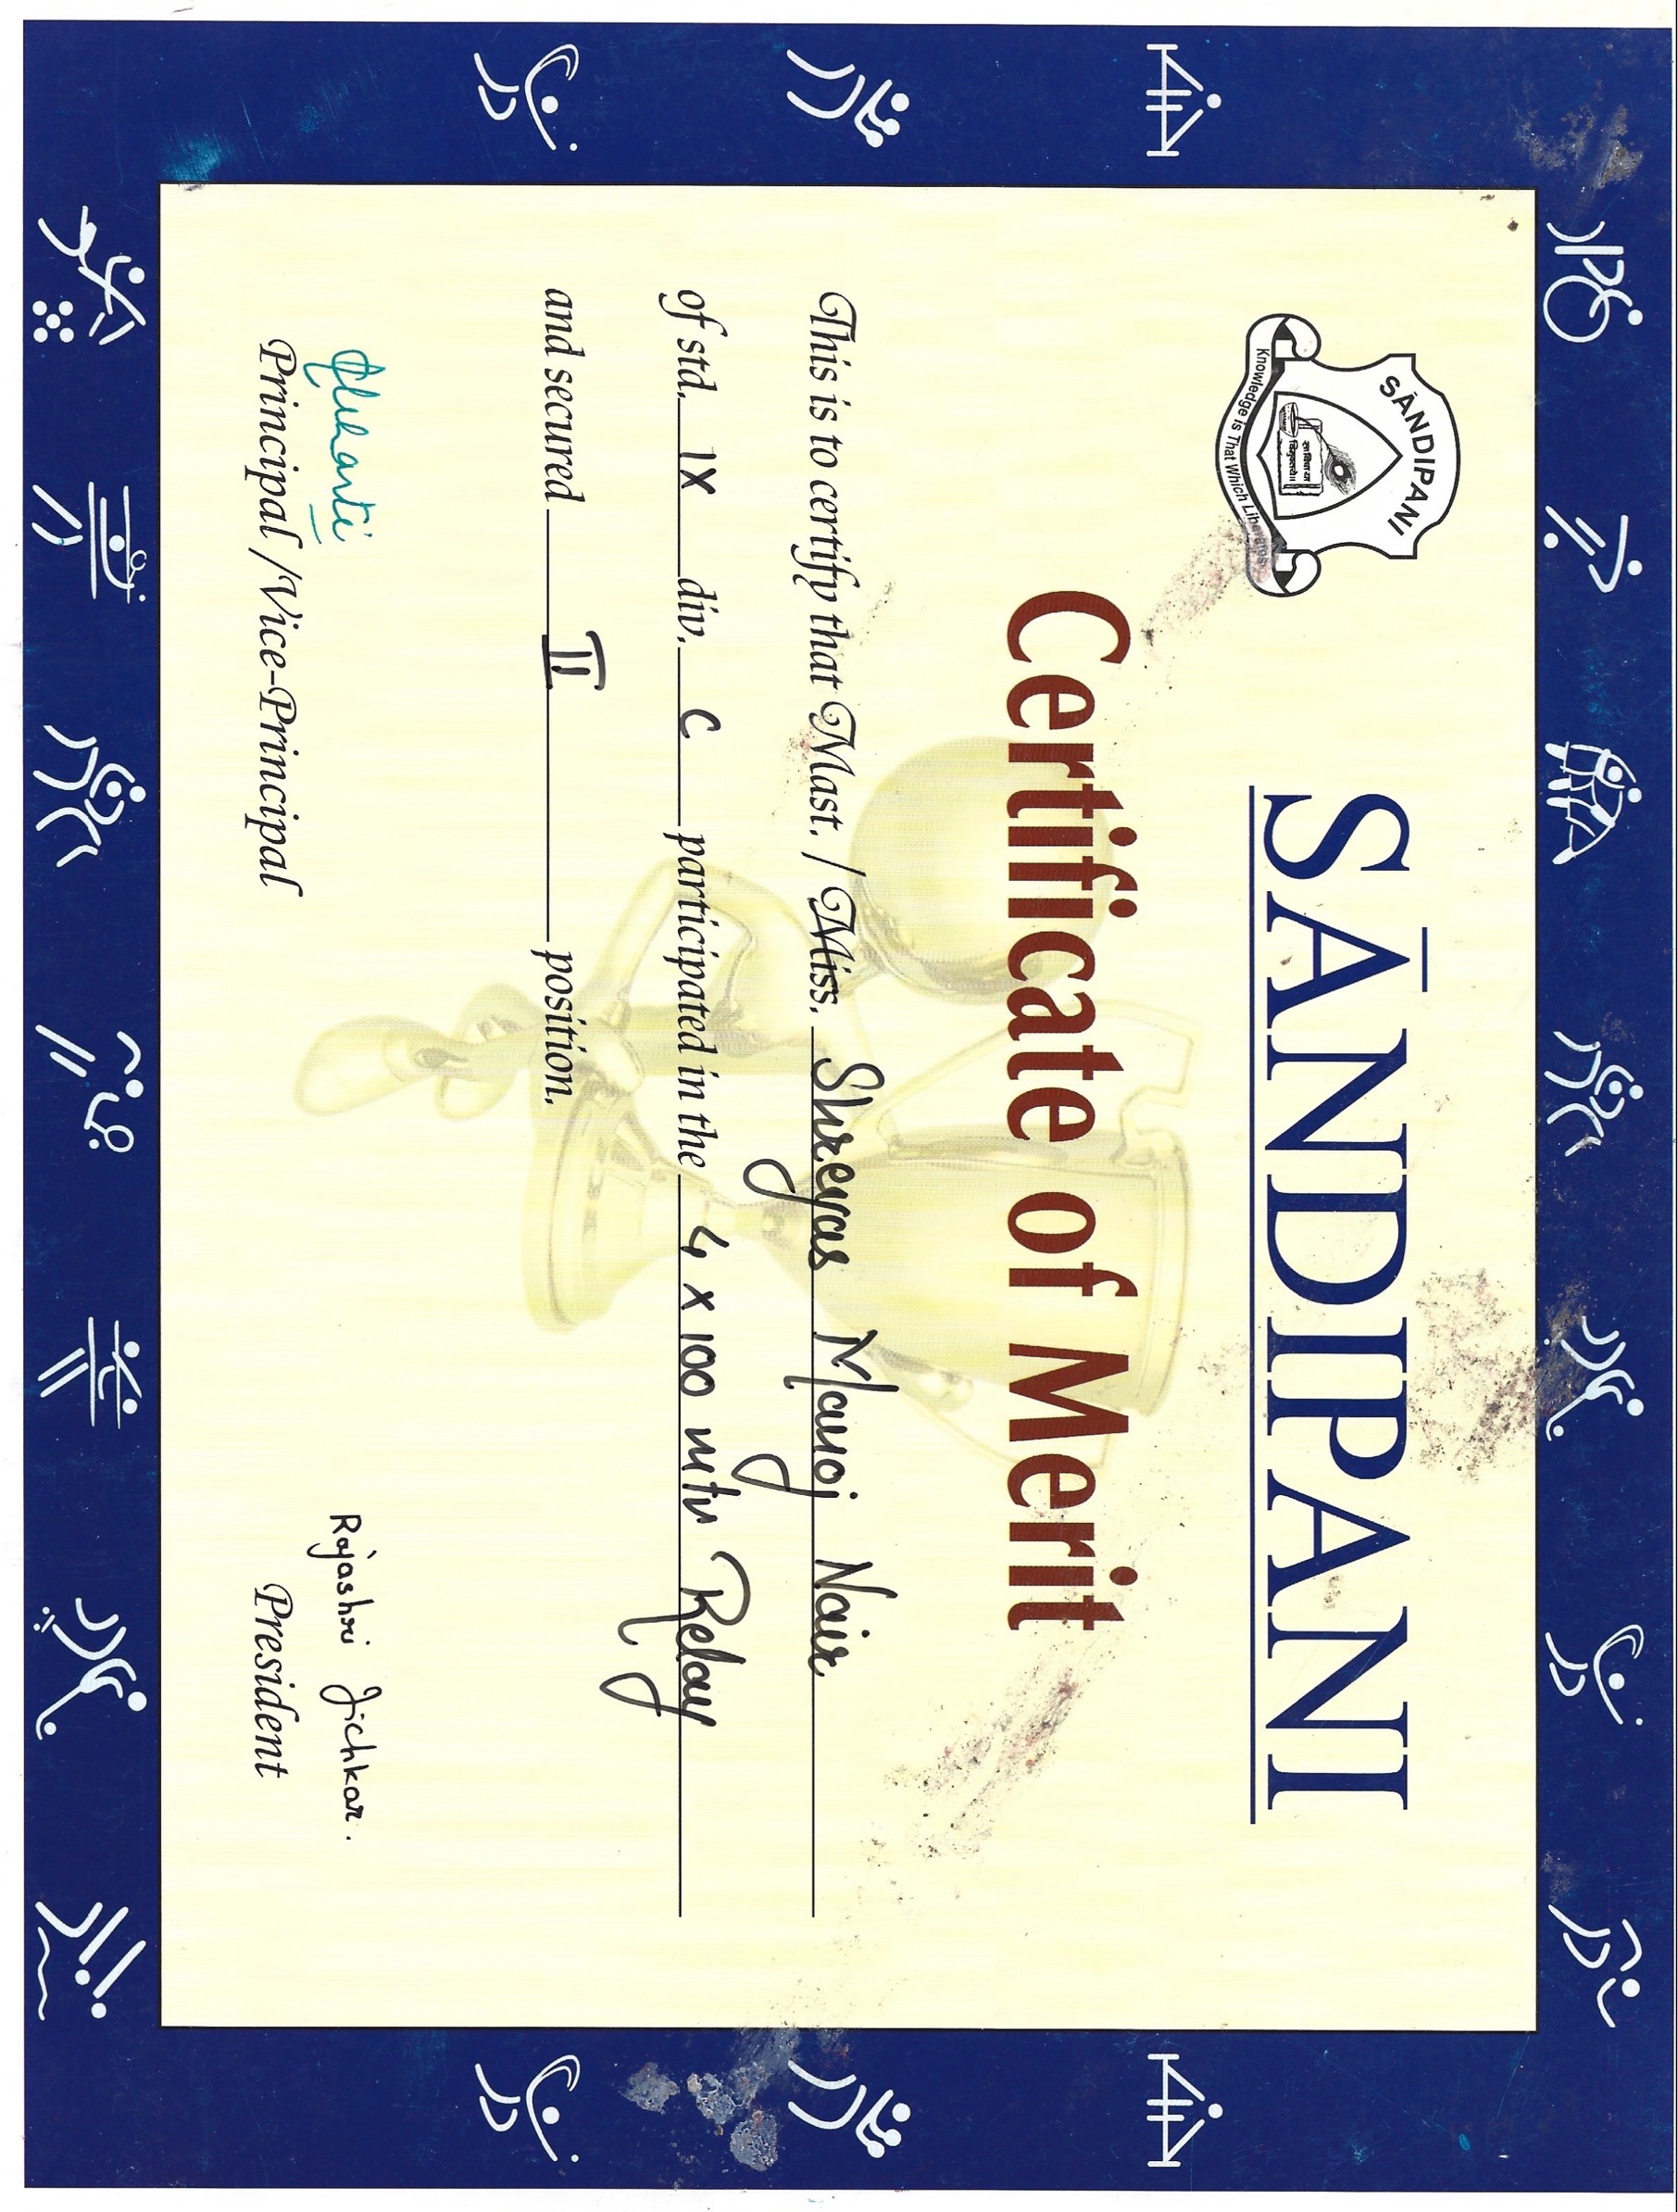 SĀNDIPANI
सा विद्या या
विमुक्तये॥
Knowledge is That Which Liberates
SĀNDIPANI
Certificate of Merit
This is to certify that Mast. / Miss. Shreyas Manoj Nair
of std. IX div. C participated in the 4 x 100 mtr Relay
and secured II position.
Rajashri Jichkar.
Principal /Vice-Principal
President